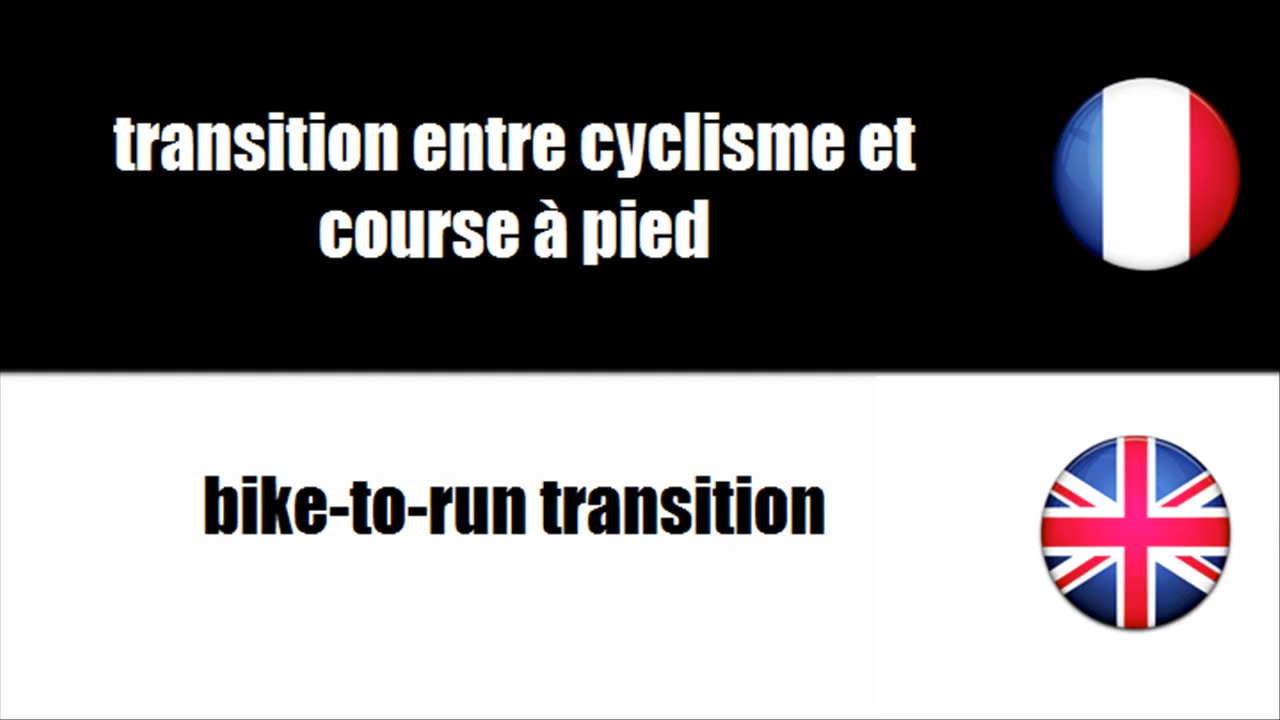 transition entre cyclisme et
course à pied
bike-to-run transition